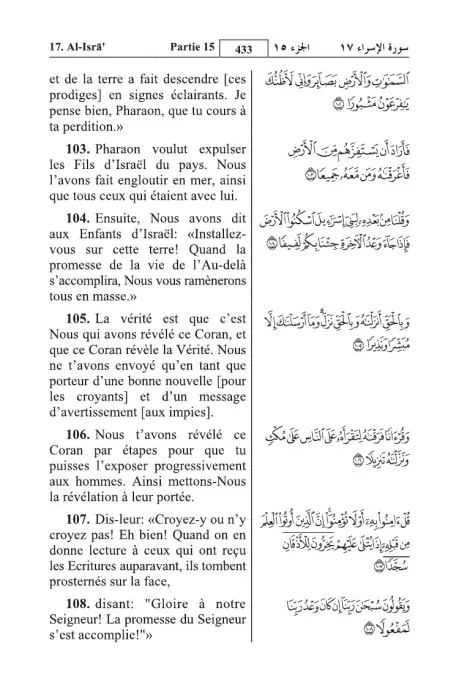 17. Al-Isrā' Partie 15 433 الجزء ١٥ سورة الإسراء ١٧
et de la terre a fait descendre [ces
prodiges] en signes éclairants. Je
pense bien, Pharaon, que tu cours à
ta perdition.»
103. Pharaon voulut expulser
les Fils d’Israël du pays. Nous
l’avons fait engloutir en mer, ainsi
que tous ceux qui étaient avec lui.
104. Ensuite, Nous avons dit
aux Enfants d’Israël: «Installez-
vous sur cette terre! Quand la
promesse de la vie de l’Au-delà
s’accomplira, Nous vous ramènerons
tous en masse.»
105. La vérité est que c’est
Nous qui avons révélé ce Coran, et
que ce Coran révèle la Vérité. Nous
ne t’avons envoyé qu’en tant que
porteur d’une bonne nouvelle [pour
les croyants] et d’un message
d’avertissement [aux impies].
106. Nous t’avons révélé ce
Coran par étapes pour que tu
puisses l’exposer progressivement
aux hommes. Ainsi mettons-Nous
la révélation à leur portée.
107. Dis-leur: «Croyez-y ou n’y
croyez pas! Eh bien! Quand on en
donne lecture à ceux qui ont reçu
les Ecritures auparavant, ils tombent
prosternés sur la face,
108. disant: "Gloire à notre
Seigneur! La promesse du Seigneur
s’est accomplie!"»
ٱلسَّمَٰوَٰتِ وَٱلْأَرْضِ بَصَآئِرَ وَإِنِّى لَأَظُنُّكَ
يَٰفِرْعَوْنُ مَثْبُورًا ١٠٢
فَأَرَادَ أَن يَسْتَفِزَّهُم مِّنَ ٱلْأَرْضِ
فَأَغْرَقْنَٰهُ وَمَن مَّعَهُۥ جَمِيعًا ١٠٣
وَقُلْنَا مِنۢ بَعْدِهِۦ لِبَنِىٓ إِسْرَٰٓءِيلَ ٱسْكُنُوا۟ ٱلْأَرْضَ
فَإِذَا جَآءَ وَعْدُ ٱلْءَاخِرَةِ جِئْنَا بِكُمْ لَفِيفًا ١٠٤
وَبِٱلْحَقِّ أَنزَلْنَٰهُ وَبِٱلْحَقِّ نَزَلَ وَمَآ أَرْسَلْنَٰكَ إِلَّا
مُبَشِّرًا وَنَذِيرًا ١٠٥
وَقُرْءَانًا فَرَقْنَٰهُ لِتَقْرَأَهُۥ عَلَى ٱلنَّاسِ عَلَىٰ مُكْثٍ
وَنَزَّلْنَٰهُ تَنزِيلًا ١٠٦
قُلْ ءَامِنُوا۟ بِهِۦٓ أَوْ لَا تُؤْمِنُوٓا۟ إِنَّ ٱلَّذِينَ أُوتُوا۟ ٱلْعِلْمَ
مِن قَبْلِهِۦٓ إِذَا يُتْلَىٰ عَلَيْهِمْ يَخِرُّونَ لِلْأَذْقَانِ
سُجَّدًا ١٠٧
وَيَقُولُونَ سُبْحَٰنَ رَبِّنَآ إِن كَانَ وَعْدُ رَبِّنَا
لَمَفْعُولًا ١٠٨